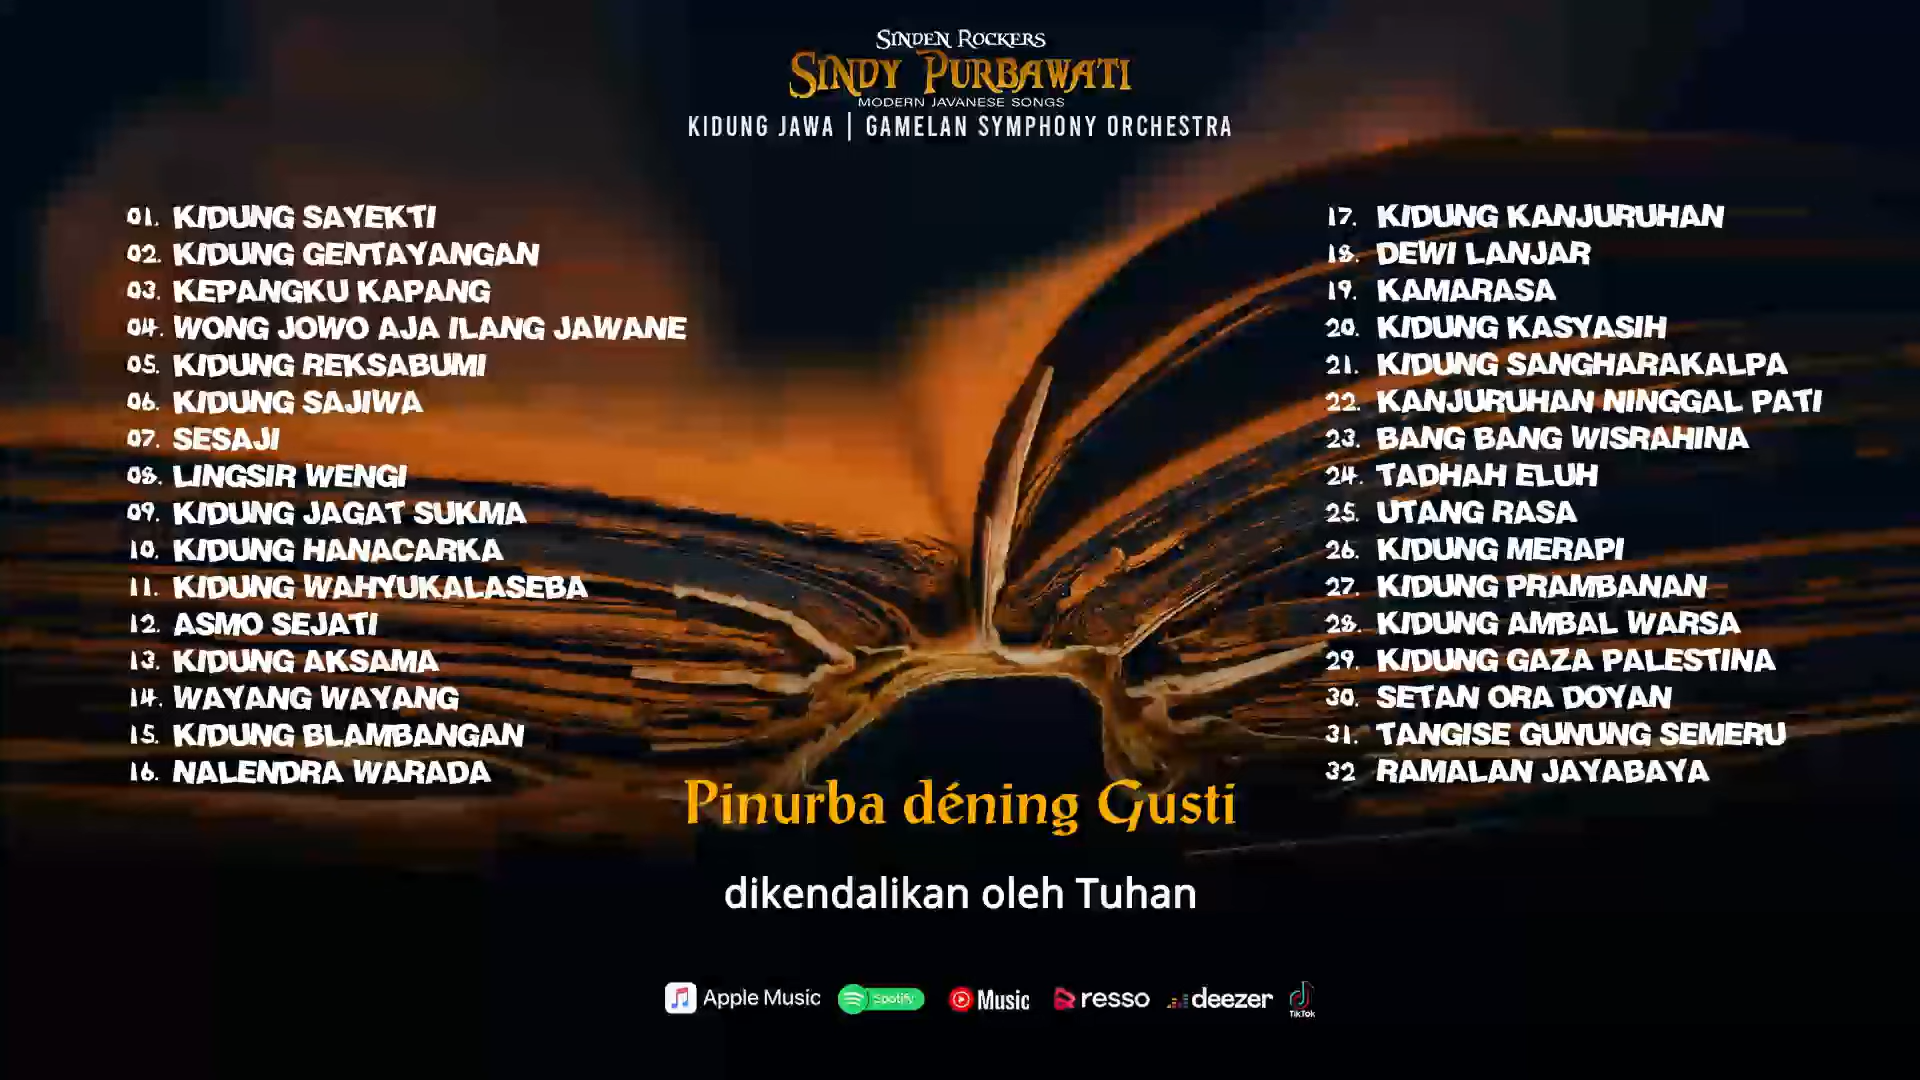 SINDEN ROCKERS
SINDY PURBAWATI
MODERN JAVANESE SONGS
KIDUNG JAWA | GAMELAN SYMPHONY ORCHESTRA
01. KIDUNG SAYEKTI
02. KIDUNG GENTAYANGAN
03. KEPANGKU KAPANG
04. WONG JOWO AJA ILANG JAWANE
05. KIDUNG REKSABUMI
06. KIDUNG SAJIWA
07. SESAJI
08. LINGSIR WENGI
09. KIDUNG JAGAT SUKMA
10. KIDUNG HANACARKA
11. KIDUNG WAHYUKALASEBA
12. ASMO SEJATI
13. KIDUNG AKSAMA
14. WAYANG WAYANG
15. KIDUNG BLAMBANGAN
16. NALENDRA WARADA
17. KIDUNG KANJURUHAN
18. DEWI LANJAR
19. KAMARASA
20. KIDUNG KASYASIH
21. KIDUNG SANGHARAKALPA
22. KANJURUHAN NINGGAL PATI
23. BANG BANG WISRAHINA
24. TADHAH ELUH
25. UTANG RASA
26. KIDUNG MERAPI
27. KIDUNG PRAMBANAN
28. KIDUNG AMBAL WARSA
29. KIDUNG GAZA PALESTINA
30. SETAN ORA DOYAN
31. TANGISE GUNUNG SEMERU
32 RAMALAN JAYABAYA
Pinurba déning Gusti
dikendalikan oleh Tuhan
Apple Music Spotify Music resso deezer TikTok